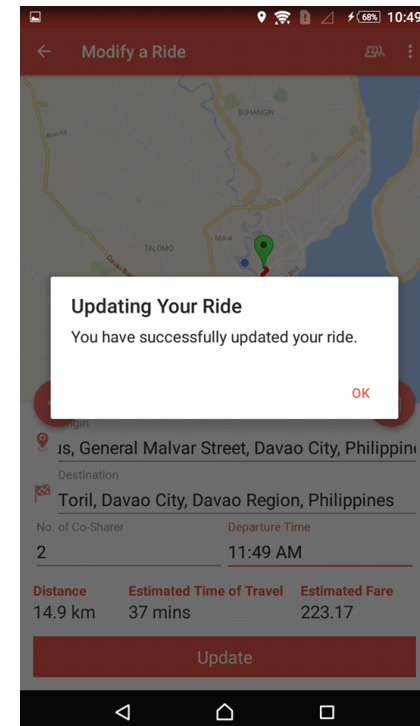 68% 10:49
Modify a Ride
BUHANGIN
TALOMO
MA-A
Updating Your Ride
You have successfully updated your ride.
OK
Origin
us, General Malvar Street, Davao City, Philippin
Destination
Toril, Davao City, Davao Region, Philippines
No. of Co-Sharer
Departure Time
2
11:49 AM
Distance
Estimated Time of Travel
Estimated Fare
14.9 km
37 mins
223.17
Update